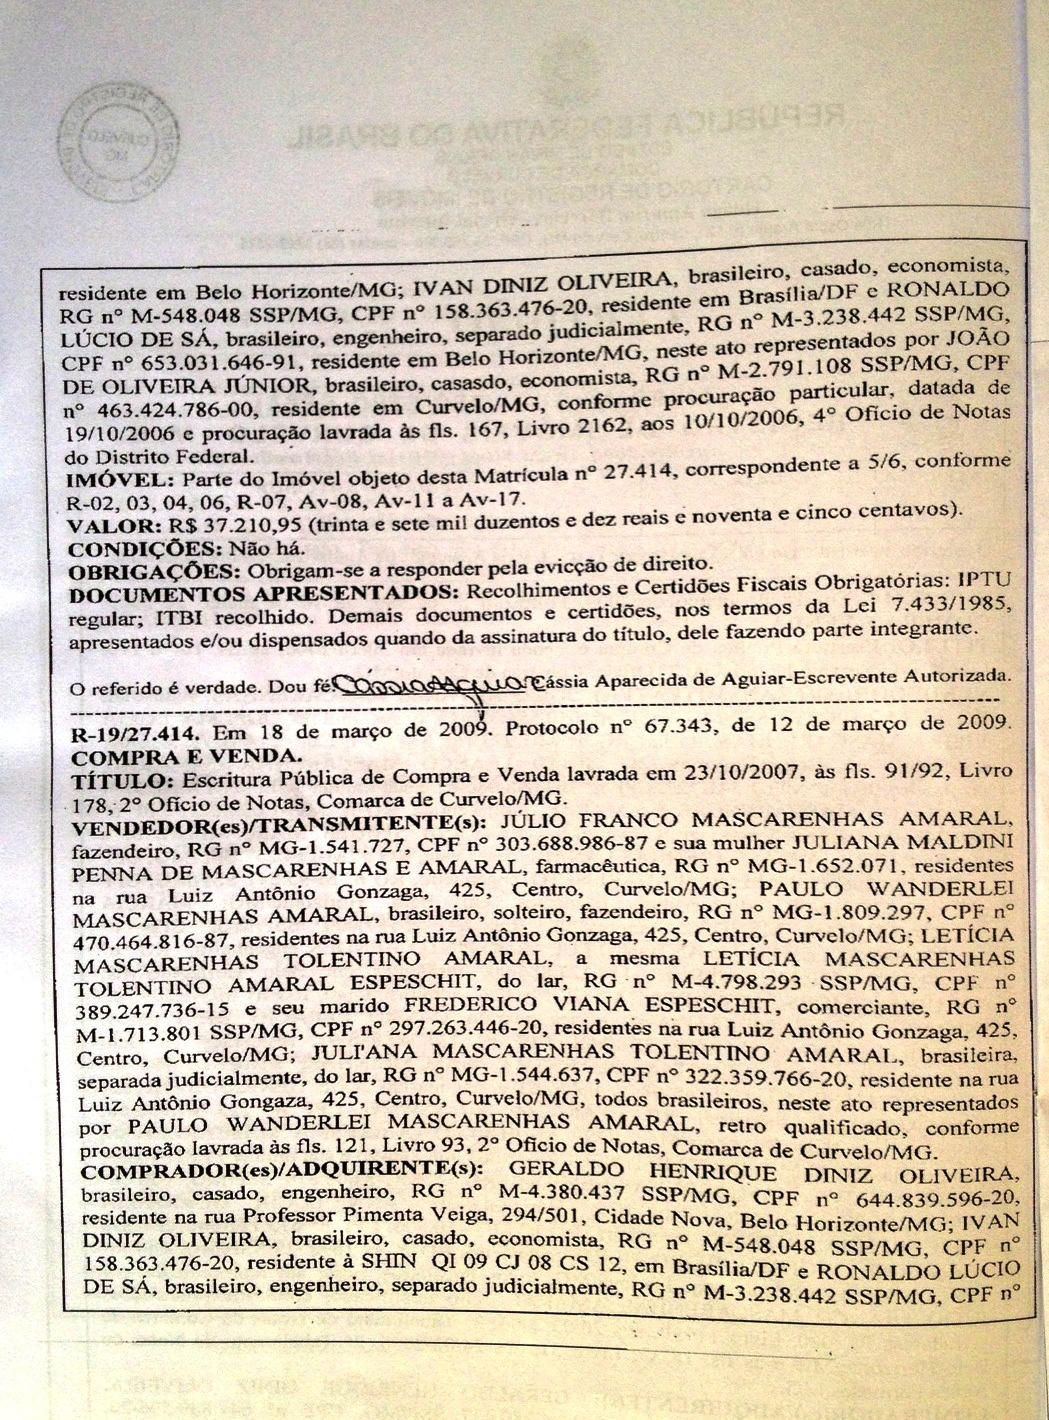 residente em Belo Horizonte/MG; IVAN DINIZ OLIVEIRA, brasileiro, casado, economista,
RG nº M-548.048 SSP/MG, CPF nº 158.363.476-20, residente em Brasília/DF e RONALDO
LÚCIO DE SÁ, brasileiro, engenheiro, separado judicialmente, RG nº M-3.238.442 SSP/MG,
CPF nº 653.031.646-91, residente em Belo Horizonte/MG, neste ato representados por JOÃO
DE OLIVEIRA JÚNIOR, brasileiro, casasdo, economista, RG nº M-2.791.108 SSP/MG, CPF
nº 463.424.786-00, residente em Curvelo/MG, conforme procuração particular, datada de
19/10/2006 e procuração lavrada às fls. 167, Livro 2162, aos 10/10/2006, 4º Ofício de Notas
do Distrito Federal.
IMÓVEL: Parte do Imóvel objeto desta Matrícula nº 27.414, correspondente a 5/6, conforme
R-02, 03, 04, 06, R-07, Av-08, Av-11 a Av-17.
VALOR: R$ 37.210,95 (trinta e sete mil duzentos e dez reais e noventa e cinco centavos).
CONDIÇÕES: Não há.
OBRIGAÇÕES: Obrigam-se a responder pela evicção de direito.
DOCUMENTOS APRESENTADOS: Recolhimentos e Certidões Fiscais Obrigatórias: IPTU
regular; ITBI recolhido. Demais documentos e certidões, nos termos da Lei 7.433/1985,
apresentados e/ou dispensados quando da assinatura do título, dele fazendo parte integrante.
O referido é verdade. Dou fé. Cássia Aparecida de Aguiar-Escrevente Autorizada.
R-19/27.414. Em 18 de março de 2009. Protocolo nº 67.343, de 12 de março de 2009.
COMPRA E VENDA.
TÍTULO: Escritura Pública de Compra e Venda lavrada em 23/10/2007, às fls. 91/92, Livro
178, 2º Ofício de Notas, Comarca de Curvelo/MG.
VENDEDOR(es)/TRANSMITENTE(s): JÚLIO FRANCO MASCARENHAS AMARAL,
fazendeiro, RG nº MG-1.541.727, CPF nº 303.688.986-87 e sua mulher JULIANA MALDINI
PENNA DE MASCARENHAS E AMARAL, farmacêutica, RG nº MG-1.652.071, residentes
na rua Luiz Antônio Gonzaga, 425, Centro, Curvelo/MG; PAULO WANDERLEI
MASCARENHAS AMARAL, brasileiro, solteiro, fazendeiro, RG nº MG-1.809.297, CPF nº
470.464.816-87, residentes na rua Luiz Antônio Gonzaga, 425, Centro, Curvelo/MG; LETÍCIA
MASCARENHAS TOLENTINO AMARAL, a mesma LETÍCIA MASCARENHAS
TOLENTINO AMARAL ESPESCHIT, do lar, RG nº M-4.798.293 SSP/MG, CPF nº
389.247.736-15 e seu marido FREDERICO VIANA ESPESCHIT, comerciante, RG nº
M-1.713.801 SSP/MG, CPF nº 297.263.446-20, residentes na rua Luiz Antônio Gonzaga, 425,
Centro, Curvelo/MG; JULI'ANA MASCARENHAS TOLENTINO AMARAL, brasileira,
separada judicialmente, do lar, RG nº MG-1.544.637, CPF nº 322.359.766-20, residente na rua
Luiz Antônio Gongaza, 425, Centro, Curvelo/MG, todos brasileiros, neste ato representados
por PAULO WANDERLEI MASCARENHAS AMARAL, retro qualificado, conforme
procuração lavrada às fls. 121, Livro 93, 2º Ofício de Notas, Comarca de Curvelo/MG.
COMPRADOR(es)/ADQUIRENTE(s): GERALDO HENRIQUE DINIZ OLIVEIRA,
brasileiro, casado, engenheiro, RG nº M-4.380.437 SSP/MG, CPF nº 644.839.596-20,
residente na rua Professor Pimenta Veiga, 294/501, Cidade Nova, Belo Horizonte/MG; IVAN
DINIZ OLIVEIRA, brasileiro, casado, economista, RG nº M-548.048 SSP/MG, CPF nº
158.363.476-20, residente à SHIN QI 09 CJ 08 CS 12, em Brasília/DF e RONALDO LÚCIO
DE SÁ, brasileiro, engenheiro, separado judicialmente, RG nº M-3.238.442 SSP/MG, CPF nº